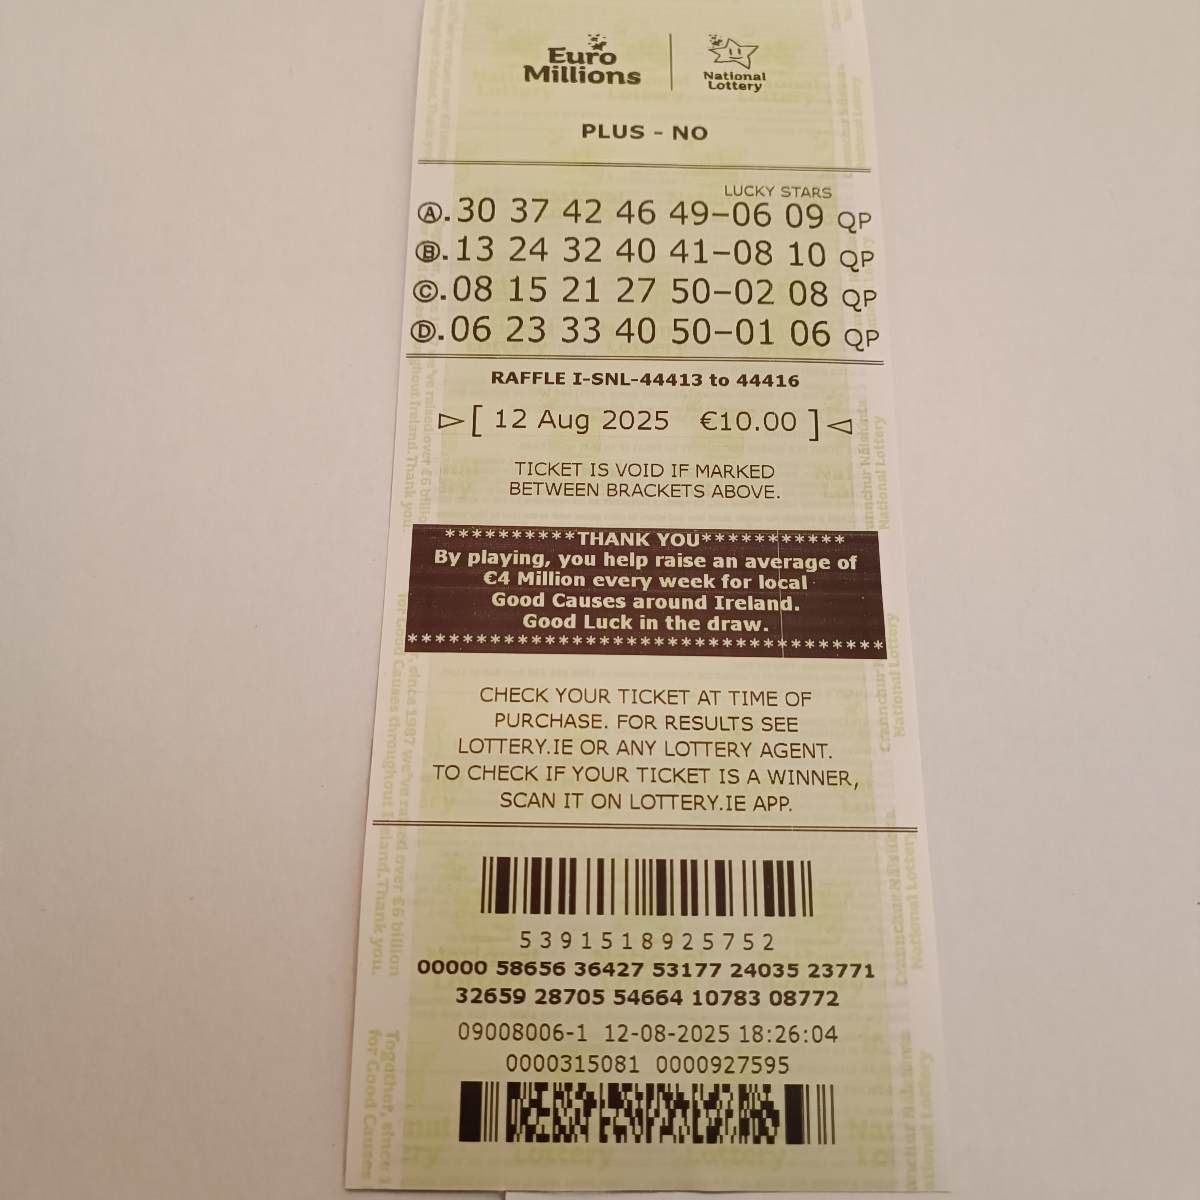 Euro
Millions
National
Lottery
PLUS - NO
LUCKY STARS
Ⓐ.30 37 42 46 49-06 09 QP
Ⓑ.13 24 32 40 41-08 10 QP
Ⓒ.08 15 21 27 50-02 08 QP
Ⓓ.06 23 33 40 50-01 06 QP
RAFFLE I-SNL-44413 to 44416
[ 12 Aug 2025 €10.00 ]
TICKET IS VOID IF MARKED
BETWEEN BRACKETS ABOVE.
**********THANK YOU***********
By playing, you help raise an average of
€4 Million every week for local
Good Causes around Ireland.
Good Luck in the draw.
***********************************
CHECK YOUR TICKET AT TIME OF
PURCHASE. FOR RESULTS SEE
LOTTERY.IE OR ANY LOTTERY AGENT.
TO CHECK IF YOUR TICKET IS A WINNER,
SCAN IT ON LOTTERY.IE APP.
5391518925752
00000 58656 36427 53177 24035 23771
32659 28705 54664 10783 08772
09008006-1 12-08-2025 18:26:04
0000315081 0000927595